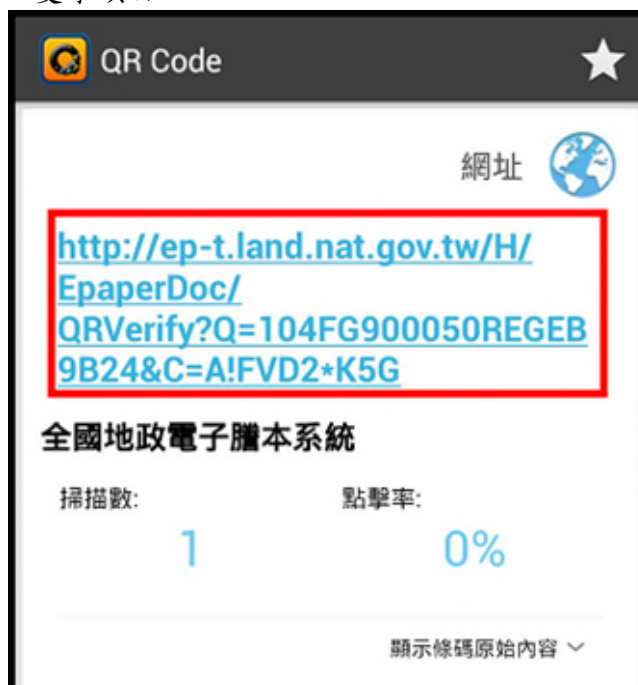 QR Code
網址
http://ep-t.land.nat.gov.tw/H/
EpaperDoc/
QRVerify?Q=104FG900050REGEB
9B24&C=A!FVD2*K5G
全國地政電子謄本系統
掃描數:
點擊率:
1
0%
顯示條碼原始內容